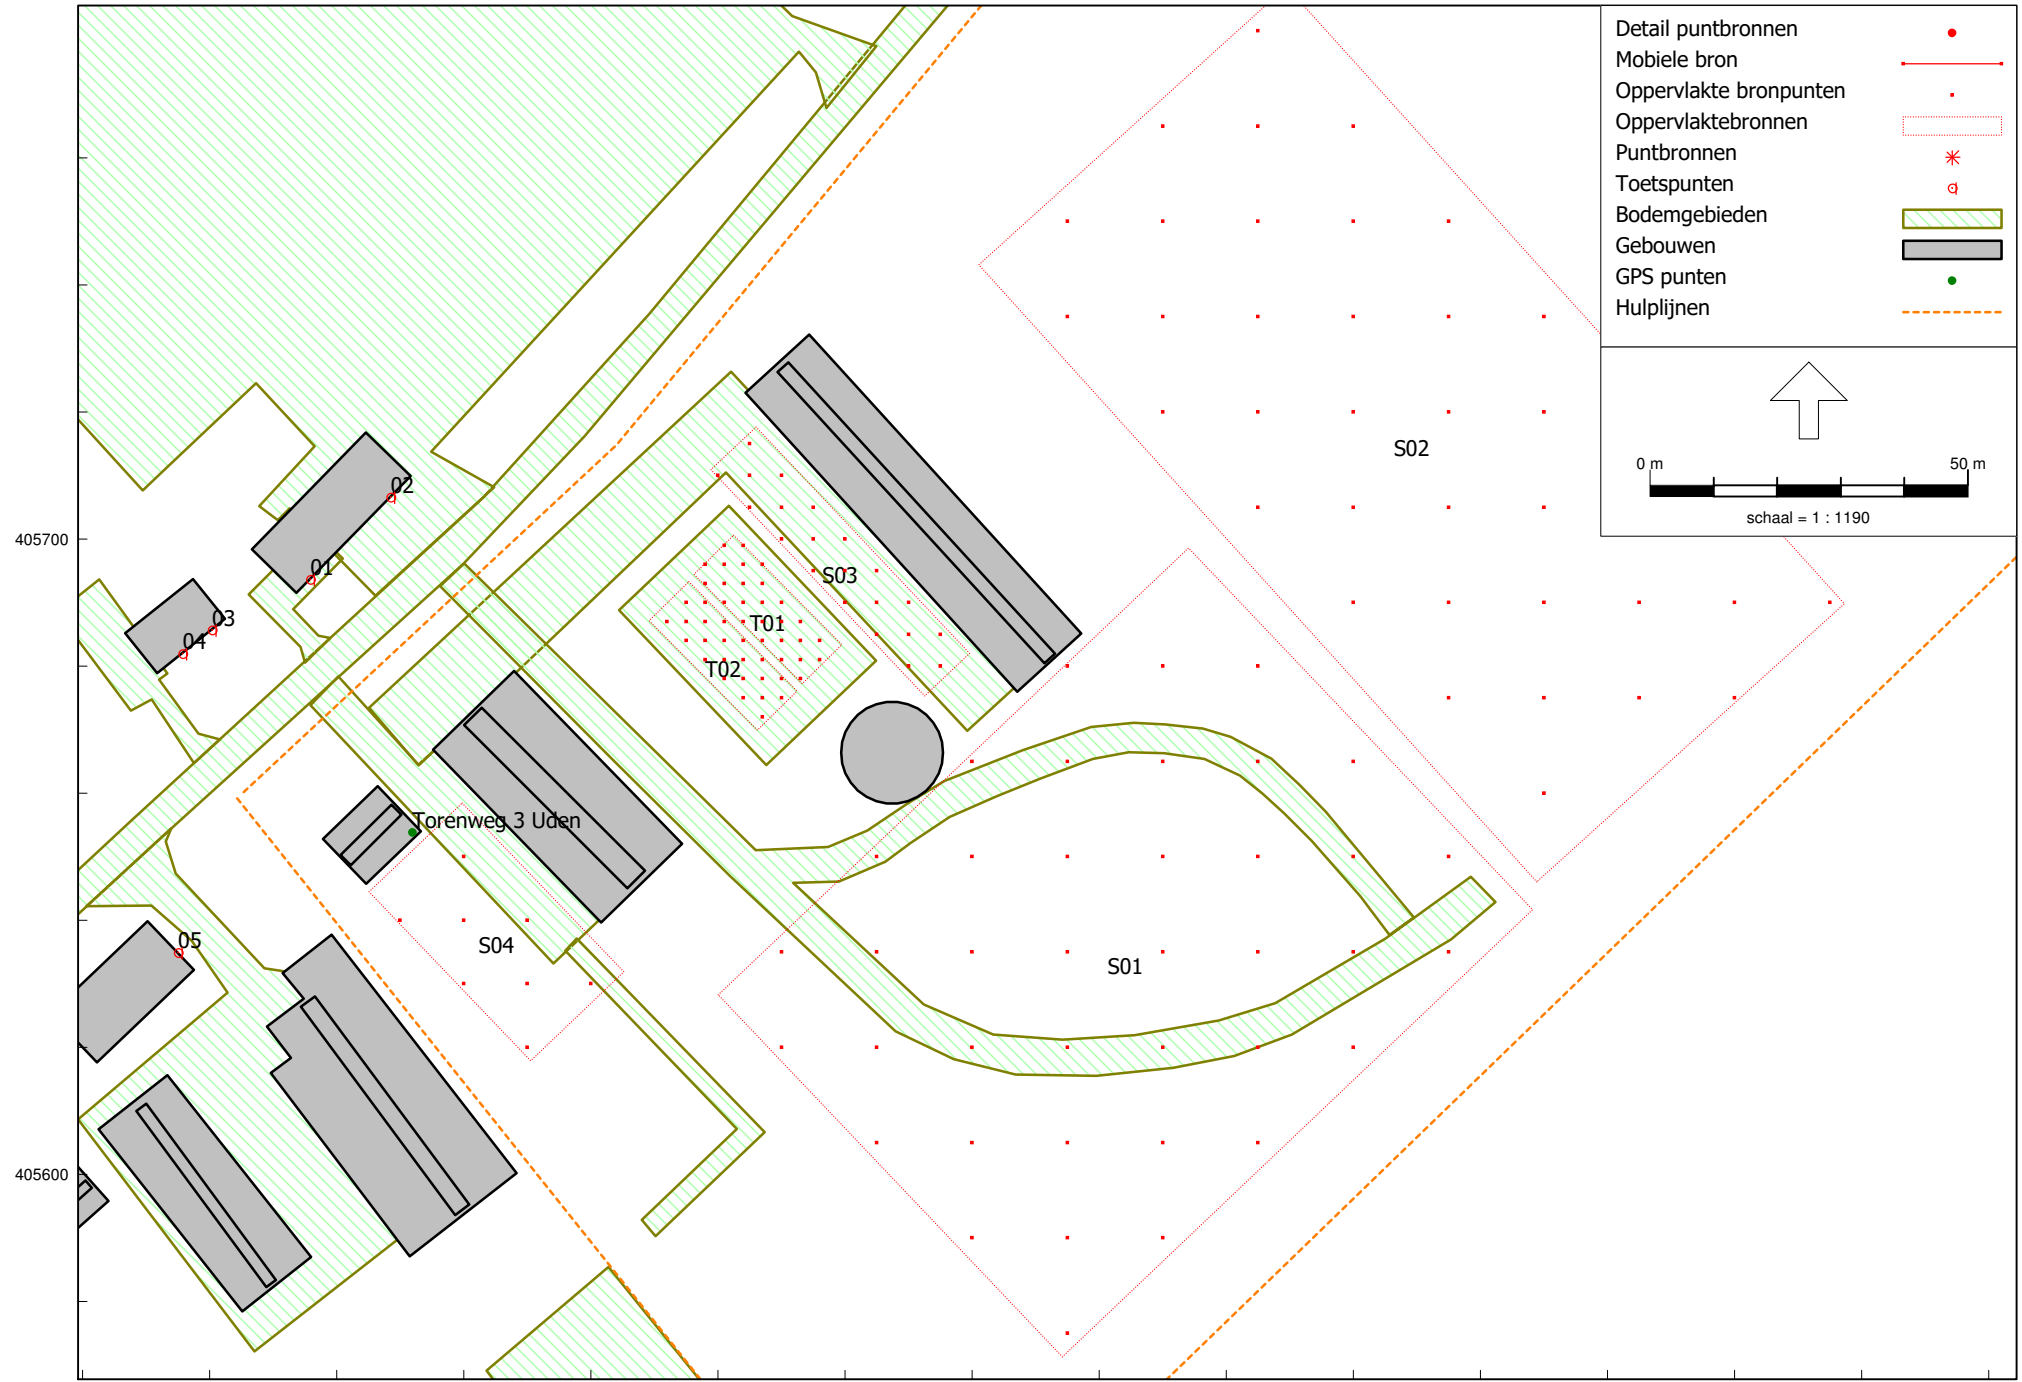 Detail puntbronnen
Mobiele bron
Oppervlakte bronpunten
Oppervlaktebronnen
Puntbronnen
Toetspunten
Bodemgebieden
Gebouwen
GPS punten
Hulplijnen
0 m 50 m
schaal = 1 : 1190
S02
02
405700
01
S03
03
T01
04
T02
Torenweg 3 Uden
05
S04
S01
405600